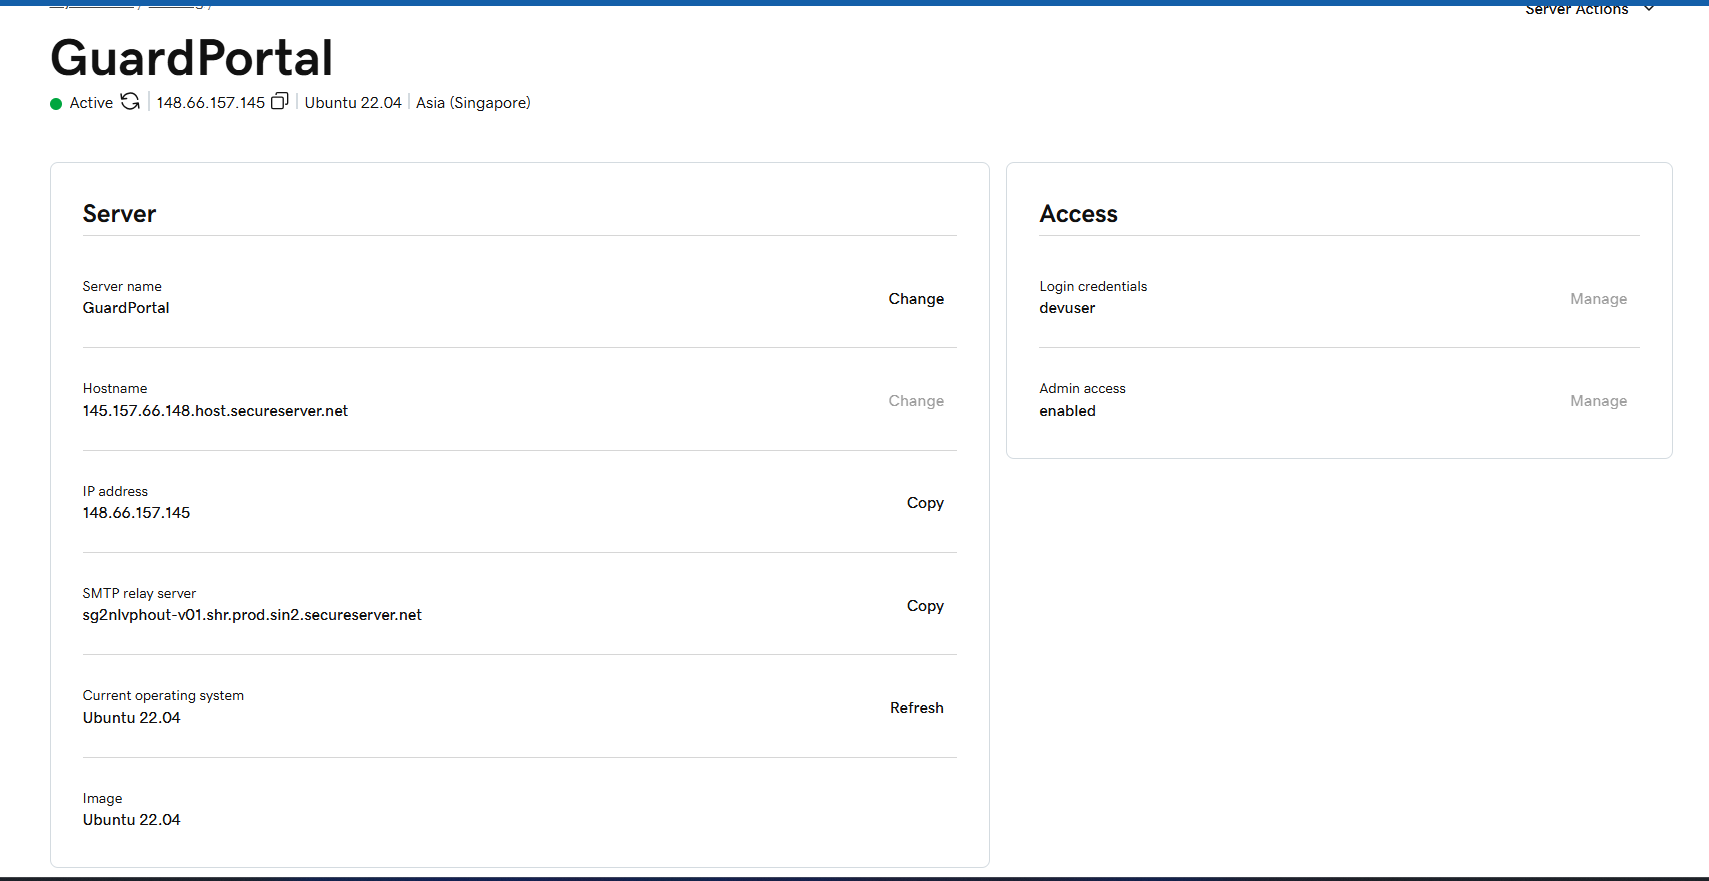 Server Actions
GuardPortal
Active 148.66.157.145 Ubuntu 22.04 Asia (Singapore)
Server
Server name
GuardPortal
Change
Hostname
145.157.66.148.host.secureserver.net
Change
IP address
148.66.157.145
Copy
SMTP relay server
sg2nlvphout-v01.shr.prod.sin2.secureserver.net
Copy
Current operating system
Ubuntu 22.04
Refresh
Image
Ubuntu 22.04
Access
Login credentials
devuser
Manage
Admin access
enabled
Manage